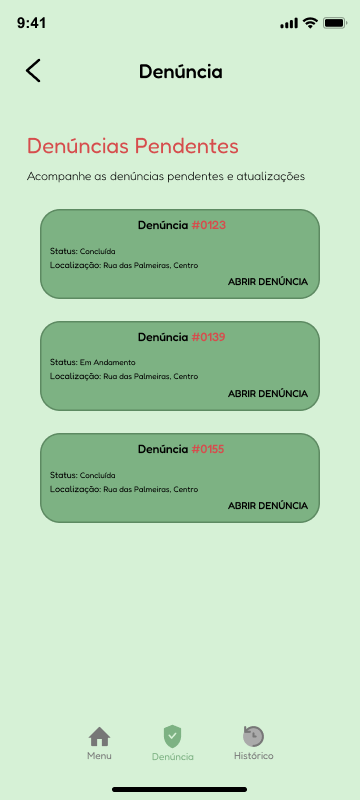 9:41
Denúncia
Denúncias Pendentes
Acompanhe as denúncias pendentes e atualizações
Denúncia #0123
Status: Concluída
Localização: Rua das Palmeiras, Centro
ABRIR DENÚNCIA
Denúncia #0139
Status: Em Andamento
Localização: Rua das Palmeiras, Centro
ABRIR DENÚNCIA
Denúncia #0155
Status: Concluída
Localização: Rua das Palmeiras, Centro
ABRIR DENÚNCIA
Menu Denúncia Histórico